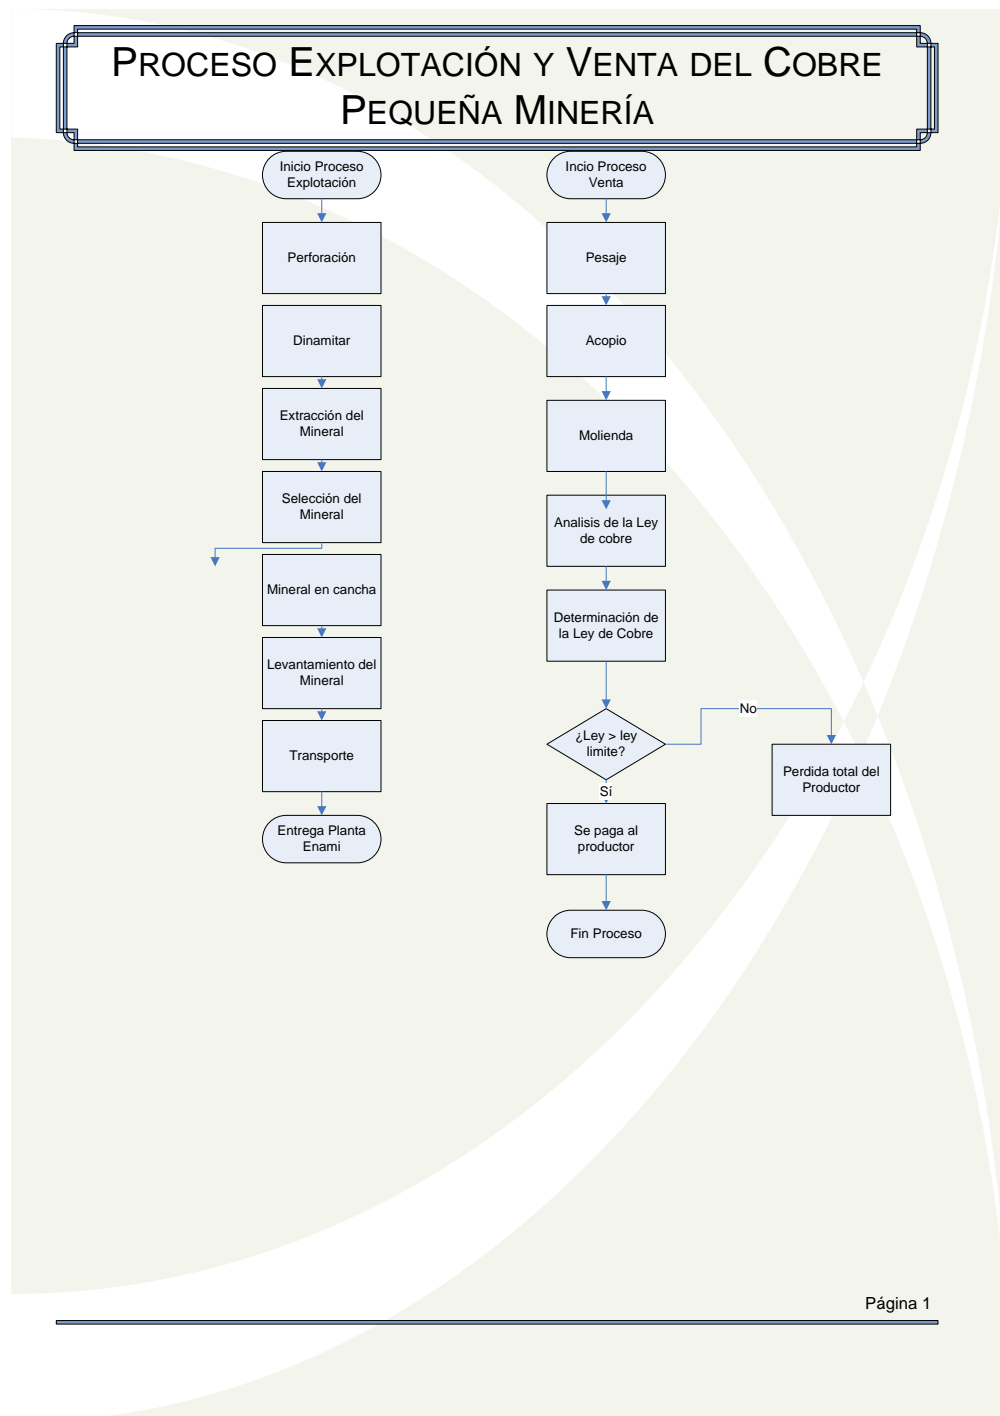 PROCESO EXPLOTACIÓN Y VENTA DEL COBRE
PEQUEÑA MINERÍA
Inicio Proceso
Explotación
Perforación
Dinamitar
Extracción del
Mineral
Selección del
Mineral
Mineral en cancha
Levantamiento del
Mineral
Transporte
Entrega Planta
Enami
Incio Proceso
Venta
Pesaje
Acopio
Molienda
Analisis de la Ley
de cobre
Determinación de
la Ley de Cobre
¿Ley > ley
limite?
No
Perdida total del
Productor
Sí
Se paga al
productor
Fin Proceso
Página 1